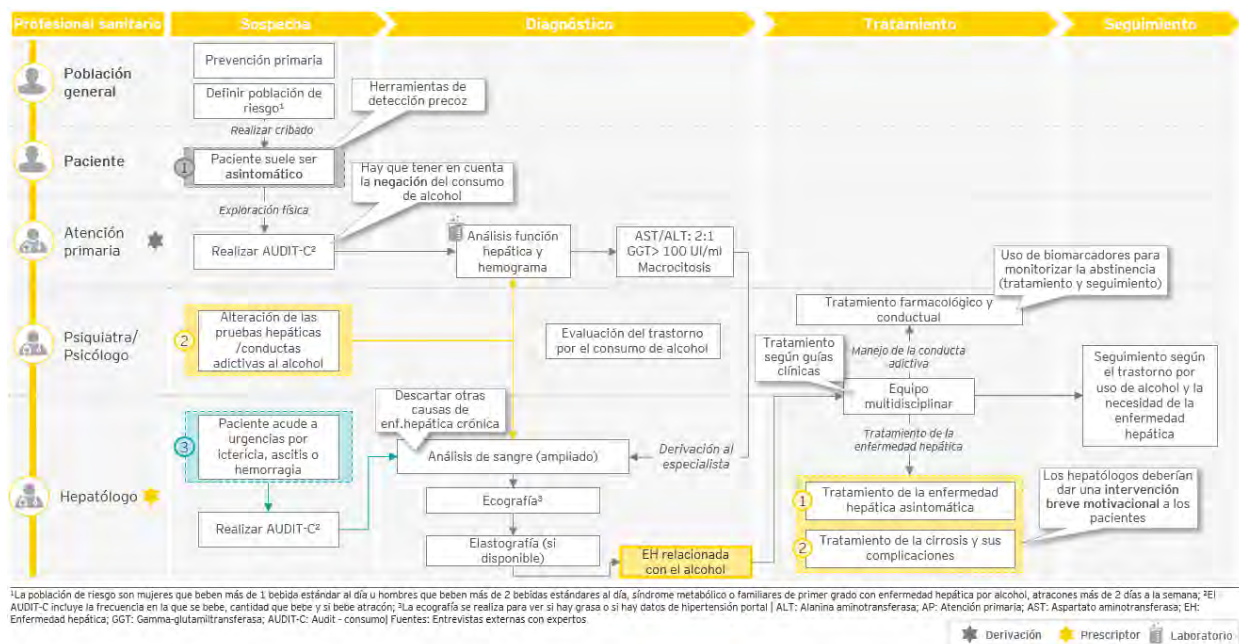 Profesional sanitario
Sospecha
Diagnóstico
Tratamiento
Seguimiento
Población
general
Prevención primaria
Definir población de
riesgo¹
Herramientas de
detección precoz
Realizar cribado
Paciente
1
Paciente suele ser
asintomático
Hay que tener en cuenta
la negación del consumo
de alcohol
Exploración física
Atención
primaria
Realizar AUDIT-C²
Análisis función
hepática y
hemograma
AST/ALT: 2:1
GGT> 100 UI/ml
Macrocitosis
Uso de biomarcadores para
monitorizar la abstinencia
(tratamiento y seguimiento)
Psiquiatra/
Psicólogo
2
Alteración de las
pruebas hepáticas
/conductas
adictivas al alcohol
Evaluación del trastorno
por el consumo de alcohol
Tratamiento farmacológico y
conductual
Tratamiento
según guías
clínicas
Manejo de la conducta
adictiva
Equipo
multidisciplinar
Seguimiento según
el trastorno por
uso de alcohol y la
necesidad de la
enfermedad
hepática
Hepatólogo
3
Paciente acude a
urgencias por
ictericia, ascitis o
hemorragia
Descartar otras
causas de
enf.hepática crónica
Análisis de sangre (ampliado)
Derivación al
especialista
Tratamiento de la
enfermedad hepática
Realizar AUDIT-C²
Ecografía³
Elastografía (si
disponible)
EH relacionada
con el alcohol
1
Tratamiento de la enfermedad
hepática asintomática
2
Tratamiento de la cirrosis y sus
complicaciones
Los hepatólogos deberían
dar una intervención
breve motivacional a los
pacientes
¹La población de riesgo son mujeres que beben más de 1 bebida estándar al día u hombres que beben más de 2 bebidas estándares al día, síndrome metabólico o familiares de primer grado con enfermedad hepática por alcohol, atracones más de 2 días a la semana; ²El
AUDIT-C incluye la frecuencia en la que se bebe, cantidad que bebe y si bebe atracón; ³La ecografía se realiza para ver si hay grasa o si hay datos de hipertensión portal | ALT: Alanina aminotransferasa; AP: Atención primaria; AST: Aspartato aminotransferasa; EH:
Enfermedad hepática; GGT: Gamma-glutamiltransferasa; AUDIT-C: Audit - consumo| Fuentes: Entrevistas externas con expertos
Derivación
Prescriptor
Laboratorio